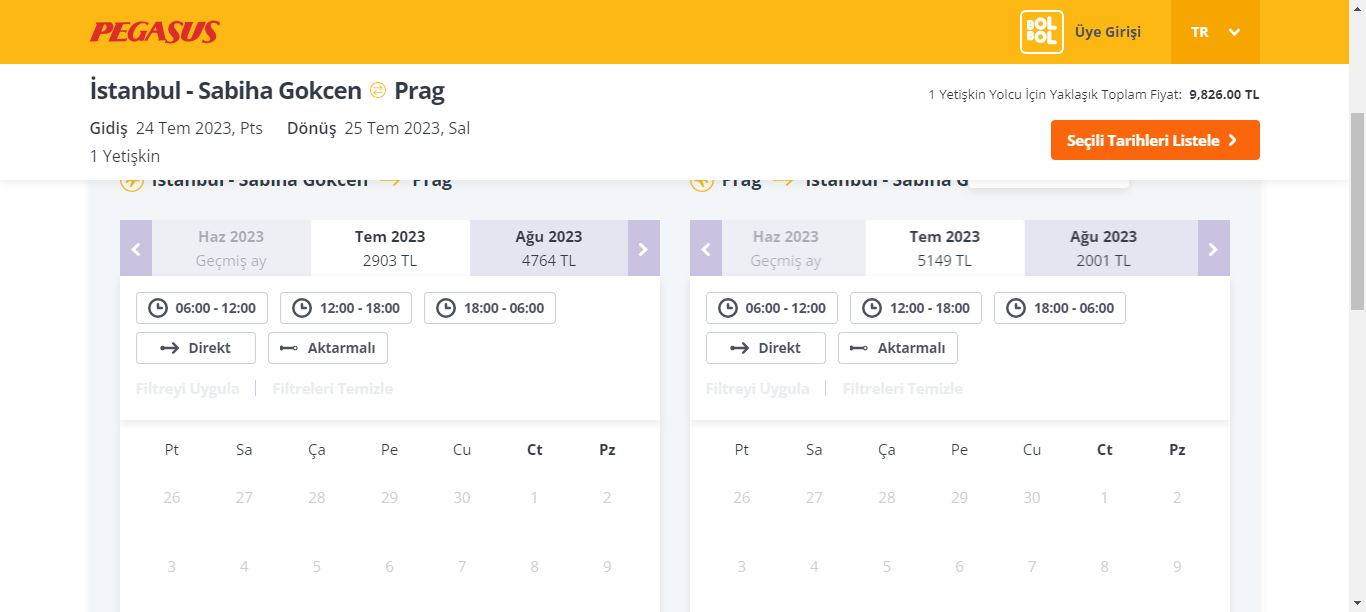 PEGASUS
BOL BOL Üye Girişi
TR
İstanbul - Sabiha Gokcen Prag
Gidiş 24 Tem 2023, Pts Dönüş 25 Tem 2023, Sal
1 Yetişkin
1 Yetişkin Yolcu İçin Yaklaşık Toplam Fiyat: 9,826.00 TL
Seçili Tarihleri Listele
İstanbul - Sabiha Gokcen Prag
Haz 2023 Tem 2023 Ağu 2023
Geçmiş ay 2903 TL 4764 TL
06:00 - 12:00 12:00 - 18:00 18:00 - 06:00
Direkt Aktarmalı
Filtreyi Uygula Filtreleri Temizle
Pt Sa Ça Pe Cu Ct Pz
26 27 28 29 30 1 2
3 4 5 6 7 8 9
Prag İstanbul - Sabiha G
Haz 2023 Tem 2023 Ağu 2023
Geçmiş ay 5149 TL 2001 TL
06:00 - 12:00 12:00 - 18:00 18:00 - 06:00
Direkt Aktarmalı
Filtreyi Uygula Filtreleri Temizle
Pt Sa Ça Pe Cu Ct Pz
26 27 28 29 30 1 2
3 4 5 6 7 8 9